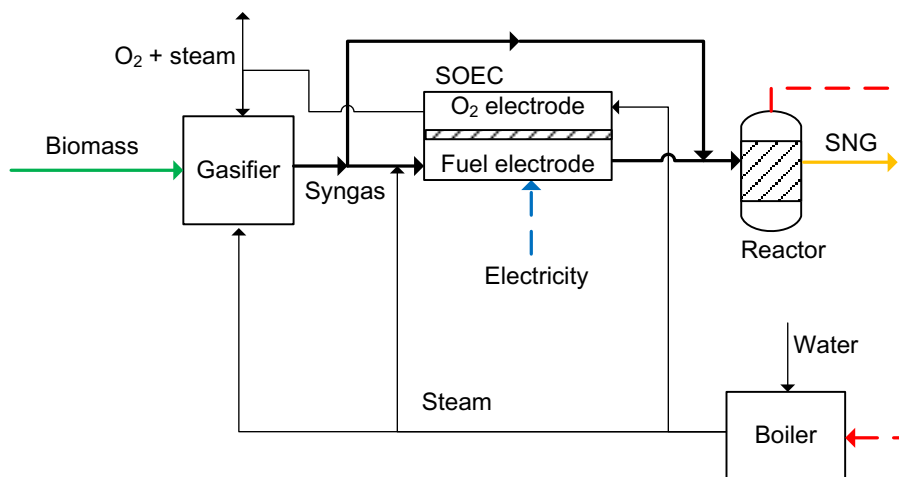 O₂ + steam
SOEC
O₂ electrode
Biomass
Gasifier
Fuel electrode
SNG
Syngas
Reactor
Electricity
Water
Steam
Boiler